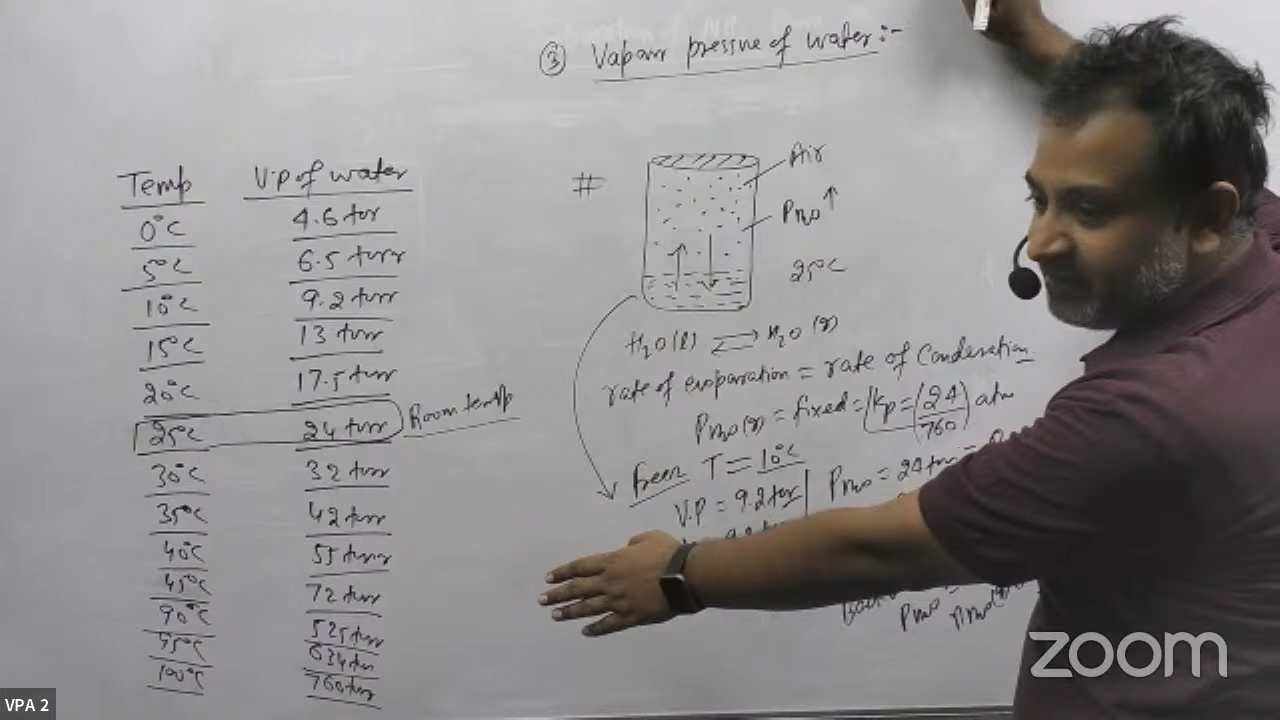 ③ Vapour pressure of water:-
Temp V.P of water
0°C 4.6 torr
5°C 6.5 torr
10°C 9.2 torr
15°C 13 torr
20°C 17.5 torr
25°C 24 torr Room temp
30°C 32 torr
35°C 42 torr
40°C 55 torr
45°C 72 torr
90°C 525 torr
95°C 634 torr
100°C 760 torr
#
Air
PH₂O ↑
25°C
H₂O(l) ⇌ H₂O(g)
rate of evaporation = rate of Condensation
PH₂O(g) = fixed = Kp = (24/760) atm
T = 10°C
V.P = 9.2 torr
PH₂O = 24 torr
zoom
VPA 2